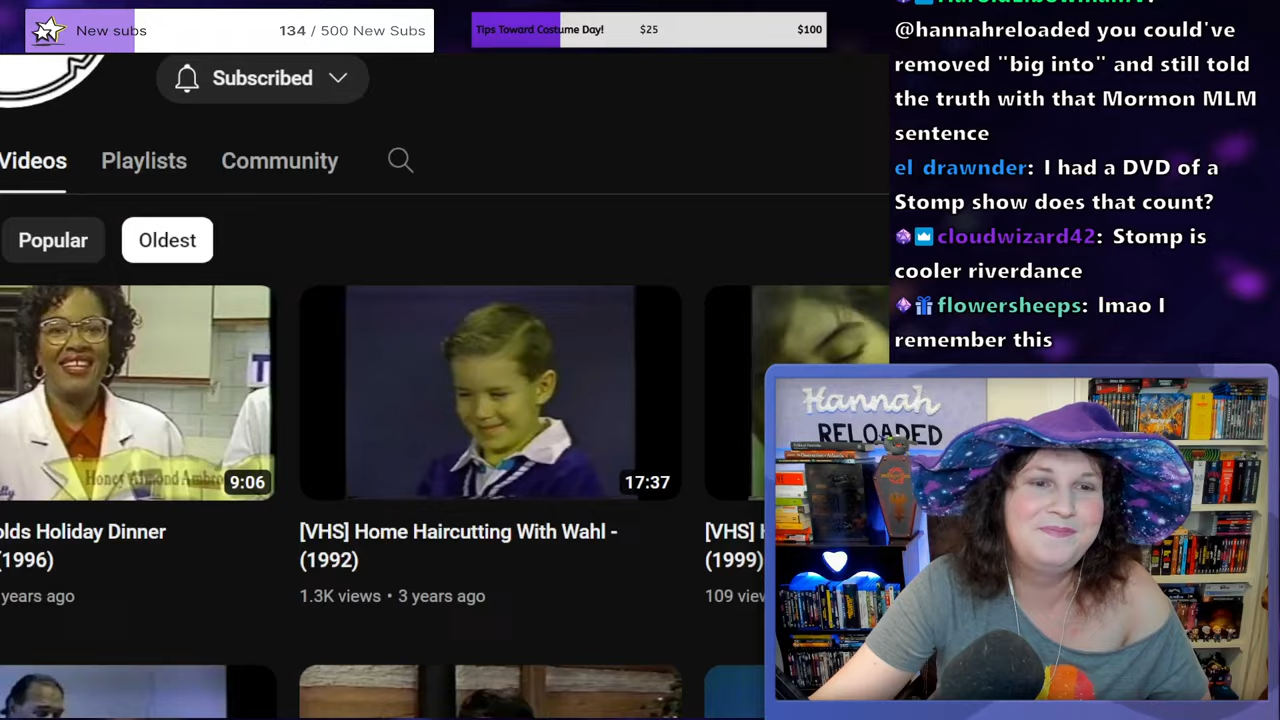 New subs 134 / 500 New Subs
Tips Toward Costume Day! $25 $100
Subscribed
Videos Playlists Community
Popular Oldest
9:06
17:37
olds Holiday Dinner
(1996)
years ago
[VHS] Home Haircutting With Wahl -
(1992)
1.3K views • 3 years ago
[VHS]
(1999)
109
@hannahreloaded you could've
removed "big into" and still told
the truth with that Mormon MLM
sentence
el_drawnder: I had a DVD of a
Stomp show does that count?
cloudwizard42: Stomp is
cooler riverdance
flowersheeps: lmao I
remember this
Hannah
RELOADED